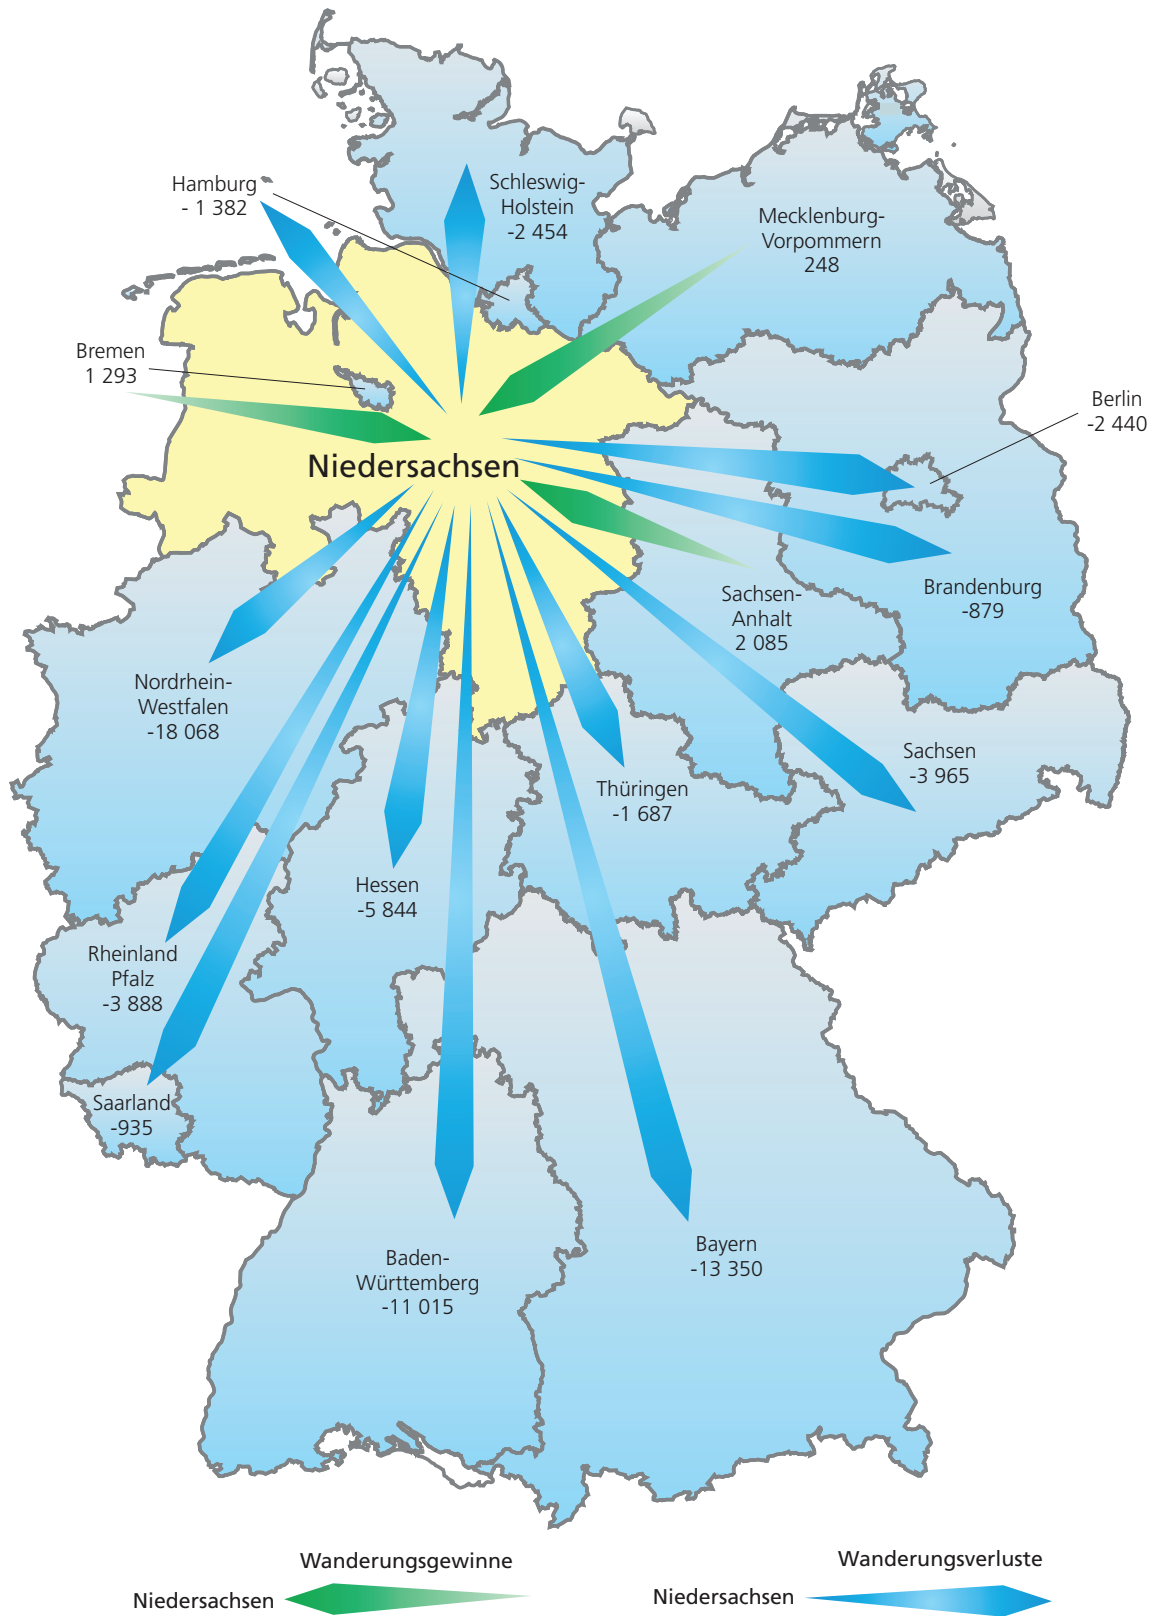 Hamburg
- 1 382
Schleswig-
Holstein
-2 454
Mecklenburg-
Vorpommern
248
Bremen
1 293
Berlin
-2 440
Niedersachsen
Brandenburg
-879
Sachsen-
Anhalt
2 085
Nordrhein-
Westfalen
-18 068
Sachsen
-3 965
Thüringen
-1 687
Hessen
-5 844
Rheinland
Pfalz
-3 888
Saarland
-935
Bayern
-13 350
Baden-
Württemberg
-11 015
Wanderungsgewinne
Niedersachsen
Wanderungsverluste
Niedersachsen